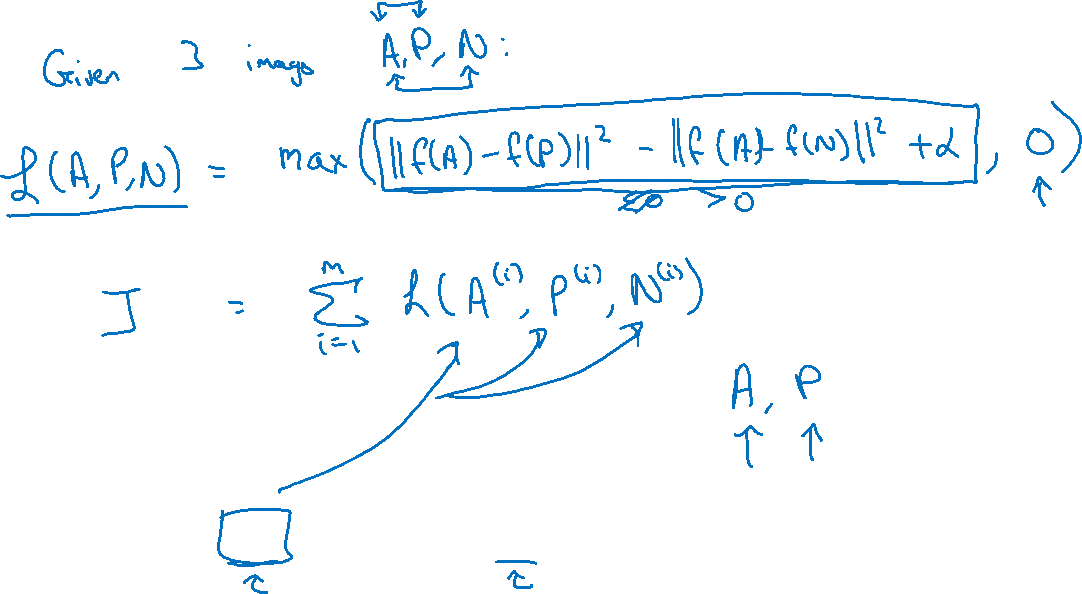 Given 3 images A, P, N:
L(A, P, N) = max(||f(A) - f(P)||² - ||f(A) - f(N)||² + α, 0)
> 0
J = Σ_{i=1}^{m} L(A^{(i)}, P^{(i)}, N^{(i)})
A, P